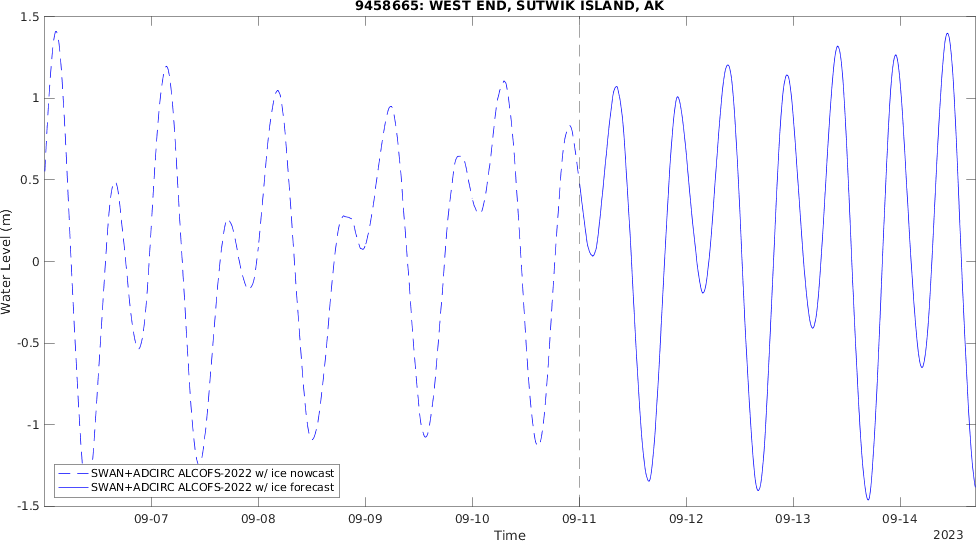 9458665: WEST END, SUTWIK ISLAND, AK
Water Level (m)
1.5
1
0.5
0
-0.5
-1
-1.5
SWAN+ADCIRC ALCOFS-2022 w/ ice nowcast
SWAN+ADCIRC ALCOFS-2022 w/ ice forecast
09-07 09-08 09-09 09-10 09-11 09-12 09-13 09-14
Time
2023